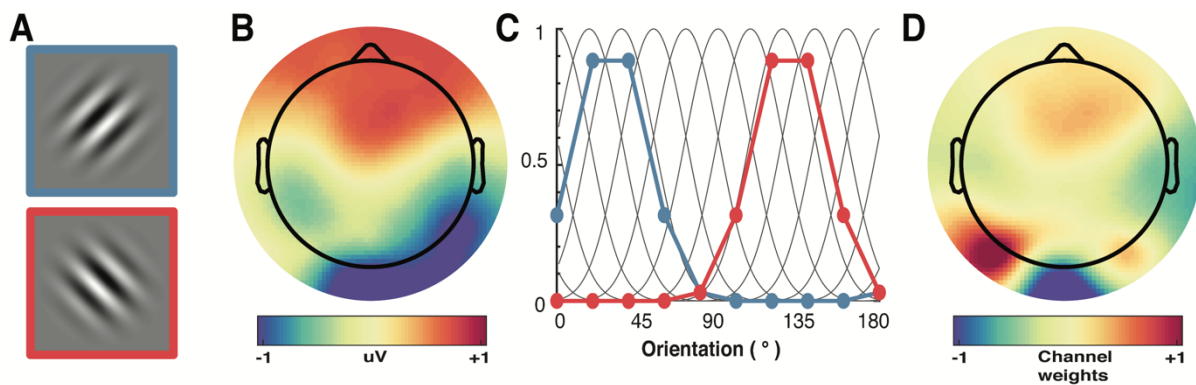 A
B
C
D
1
0.5
0
0
45
90
135
180
Orientation ( ° )
-1
uV
+1
-1
Channel
weights
+1